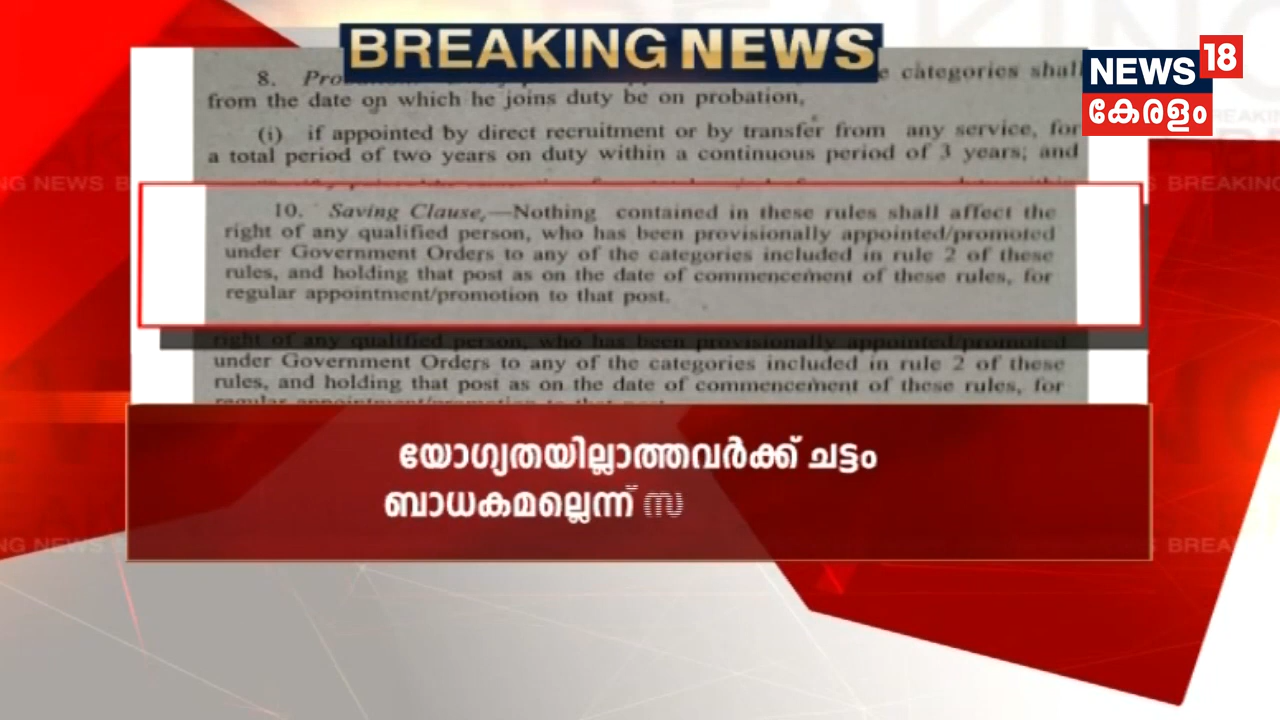 BREAKING NEWS
NEWS 18
കേരളം
8. e categories shall
from the date on which he joins duty be on probation,
(i) if appointed by direct recruitment or by transfer from any service, for
a total period of two years on duty within a continuous period of 3 years; and
10. Saving Clause,—Nothing contained in these rules shall affect the
right of any qualified person, who has been provisionally appointed/promoted
under Government Orders to any of the categories included in rule 2 of these
rules, and holding that post as on the date of commencement of these rules, for
regular appointment/promotion to that post.
right of any qualified person, who has been provisionally appointed/promoted
under Government Orders to any of the categories included in rule 2 of these
rules, and holding that post as on the date of commencement of these rules, for
യോഗ്യതയില്ലാത്തവർക്ക് ചട്ടം
ബാധകമല്ലെന്ന് സ